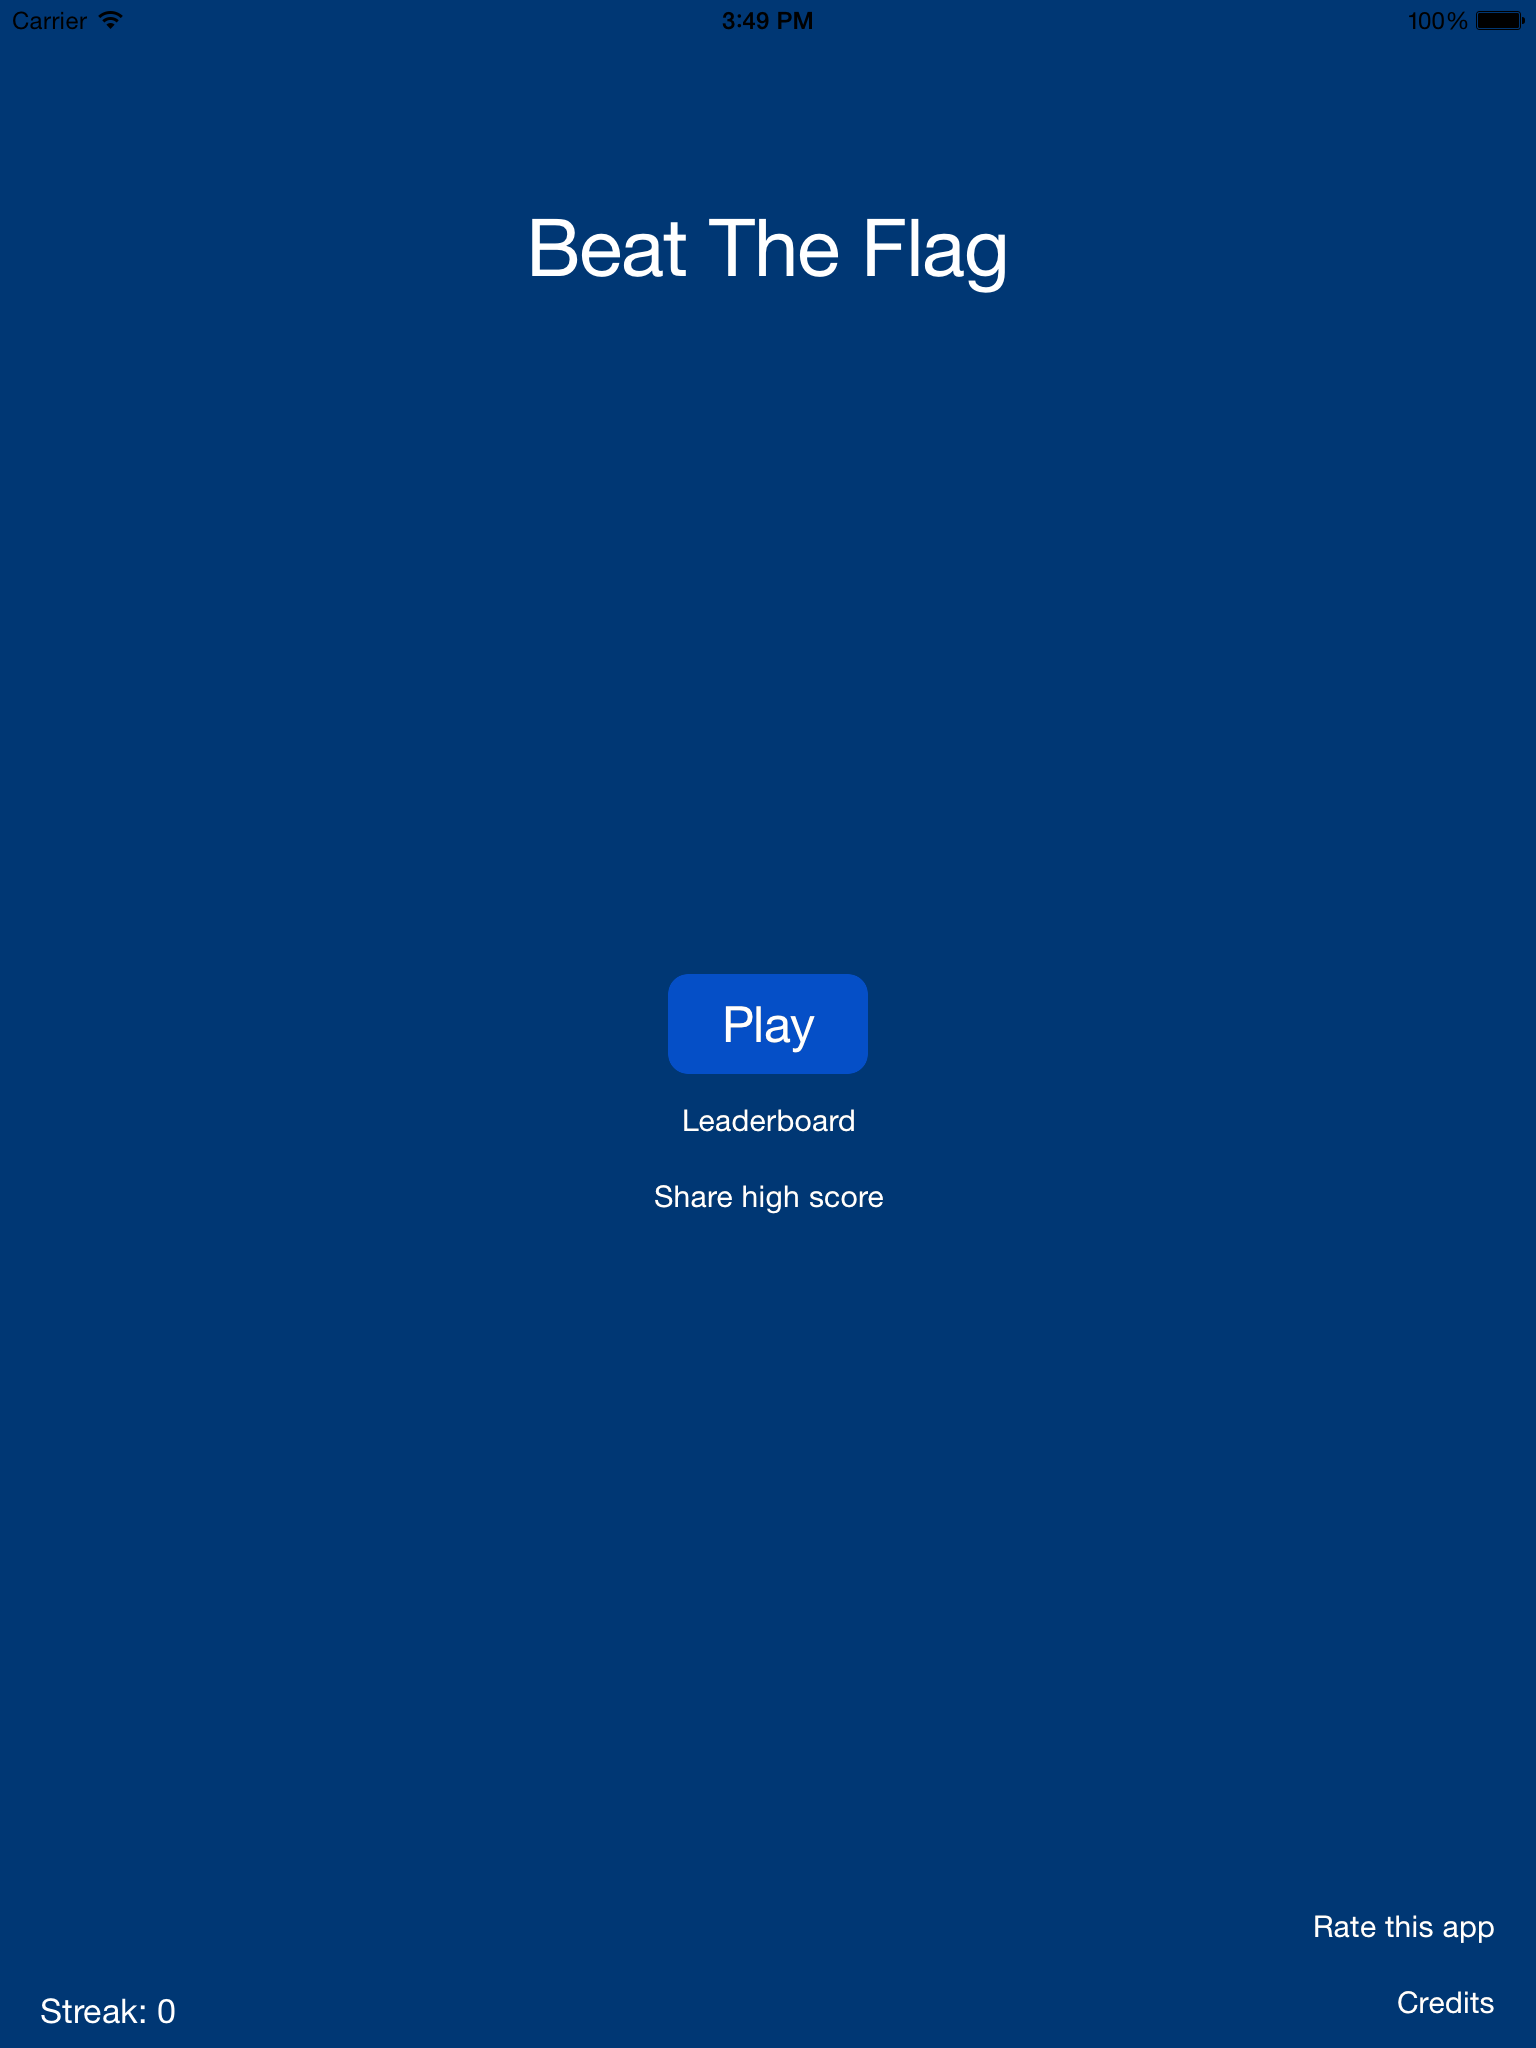 Carrier 3:49 PM 100%
Beat The Flag
Play
Leaderboard
Share high score
Rate this app
Streak: 0
Credits